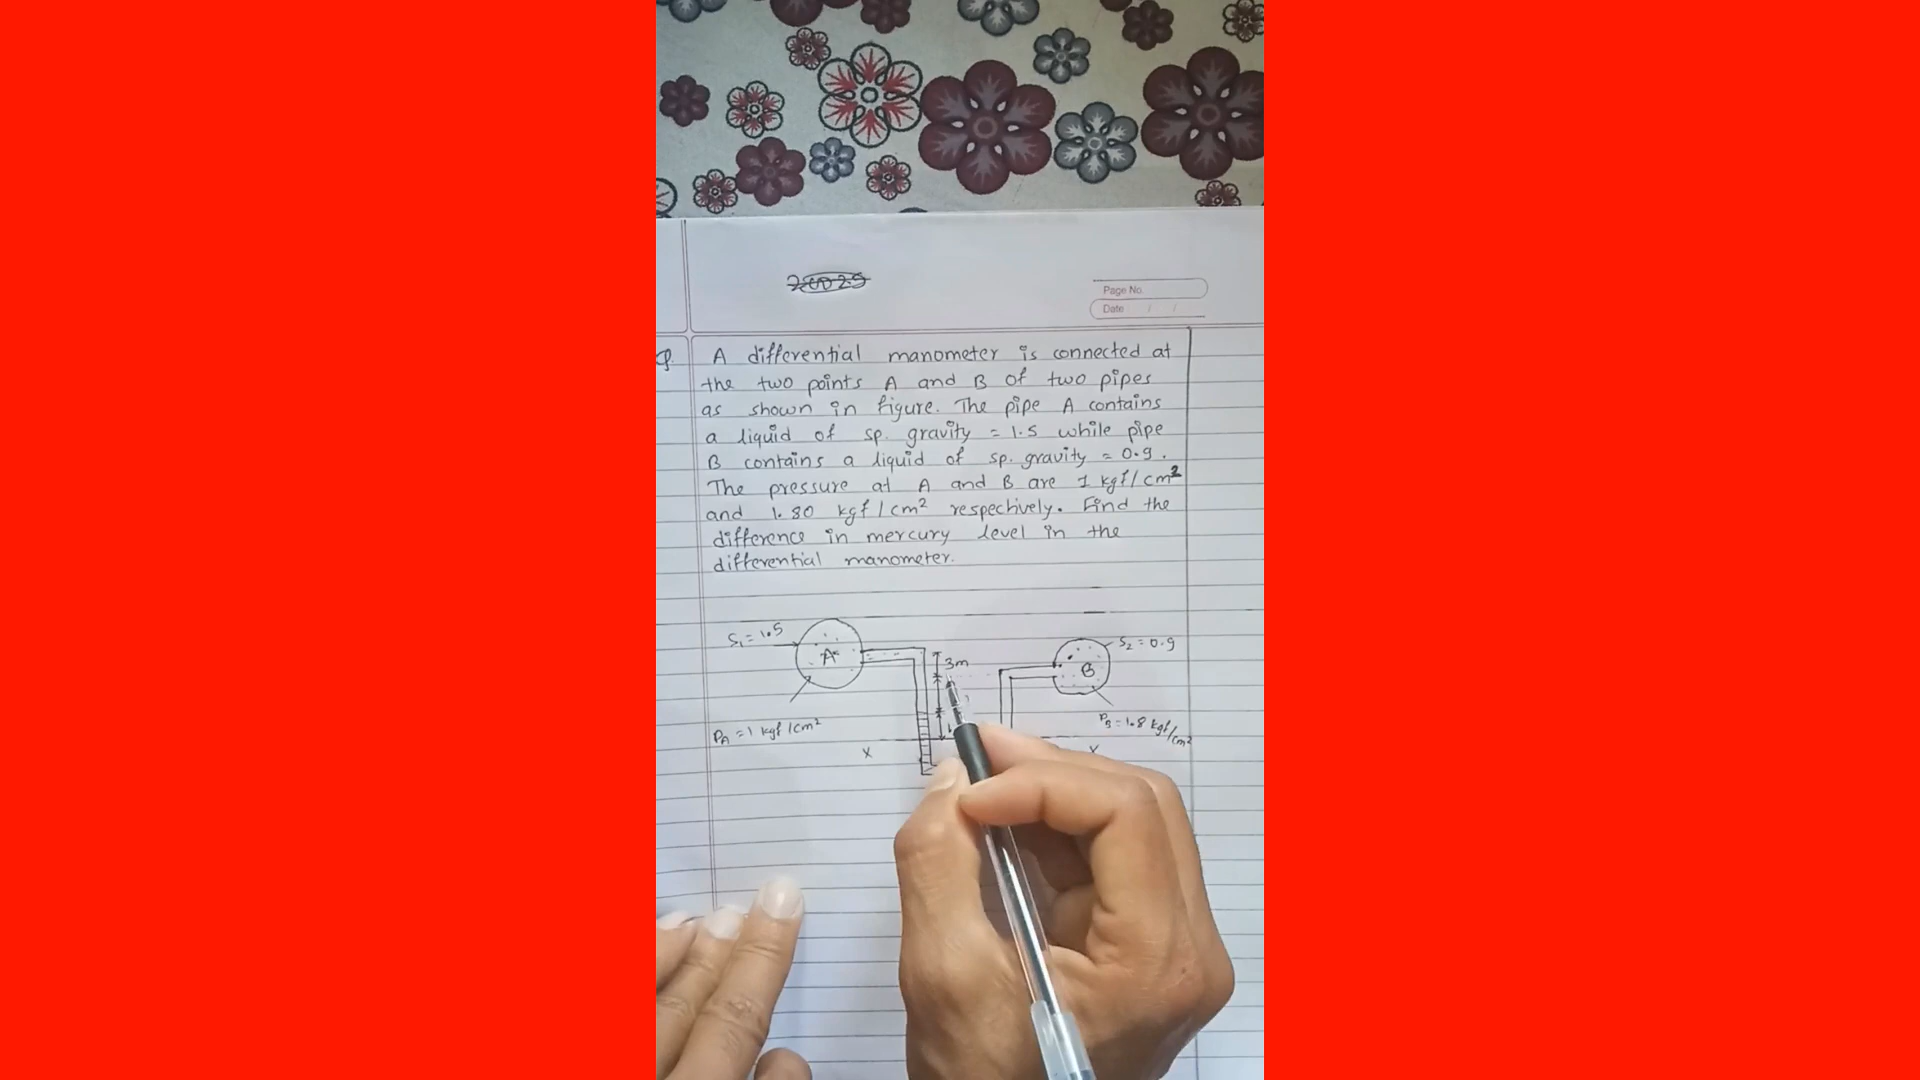 Page No.
Date / /
Q. A differential manometer is connected at
the two points A and B of two pipes
as shown in figure. The pipe A contains
a liquid of sp. gravity = 1.5 while pipe
B contains a liquid of sp. gravity = 0.9.
The pressure at A and B are 1 kgf/cm²
and 1.80 kgf/cm² respectively. Find the
difference in mercury level in the
differential manometer.
S₁ = 1.5
A
3m
S₂ = 0.9
B
P_A = 1 kgf/cm²
P_B = 1.8 kgf/cm²
X
X